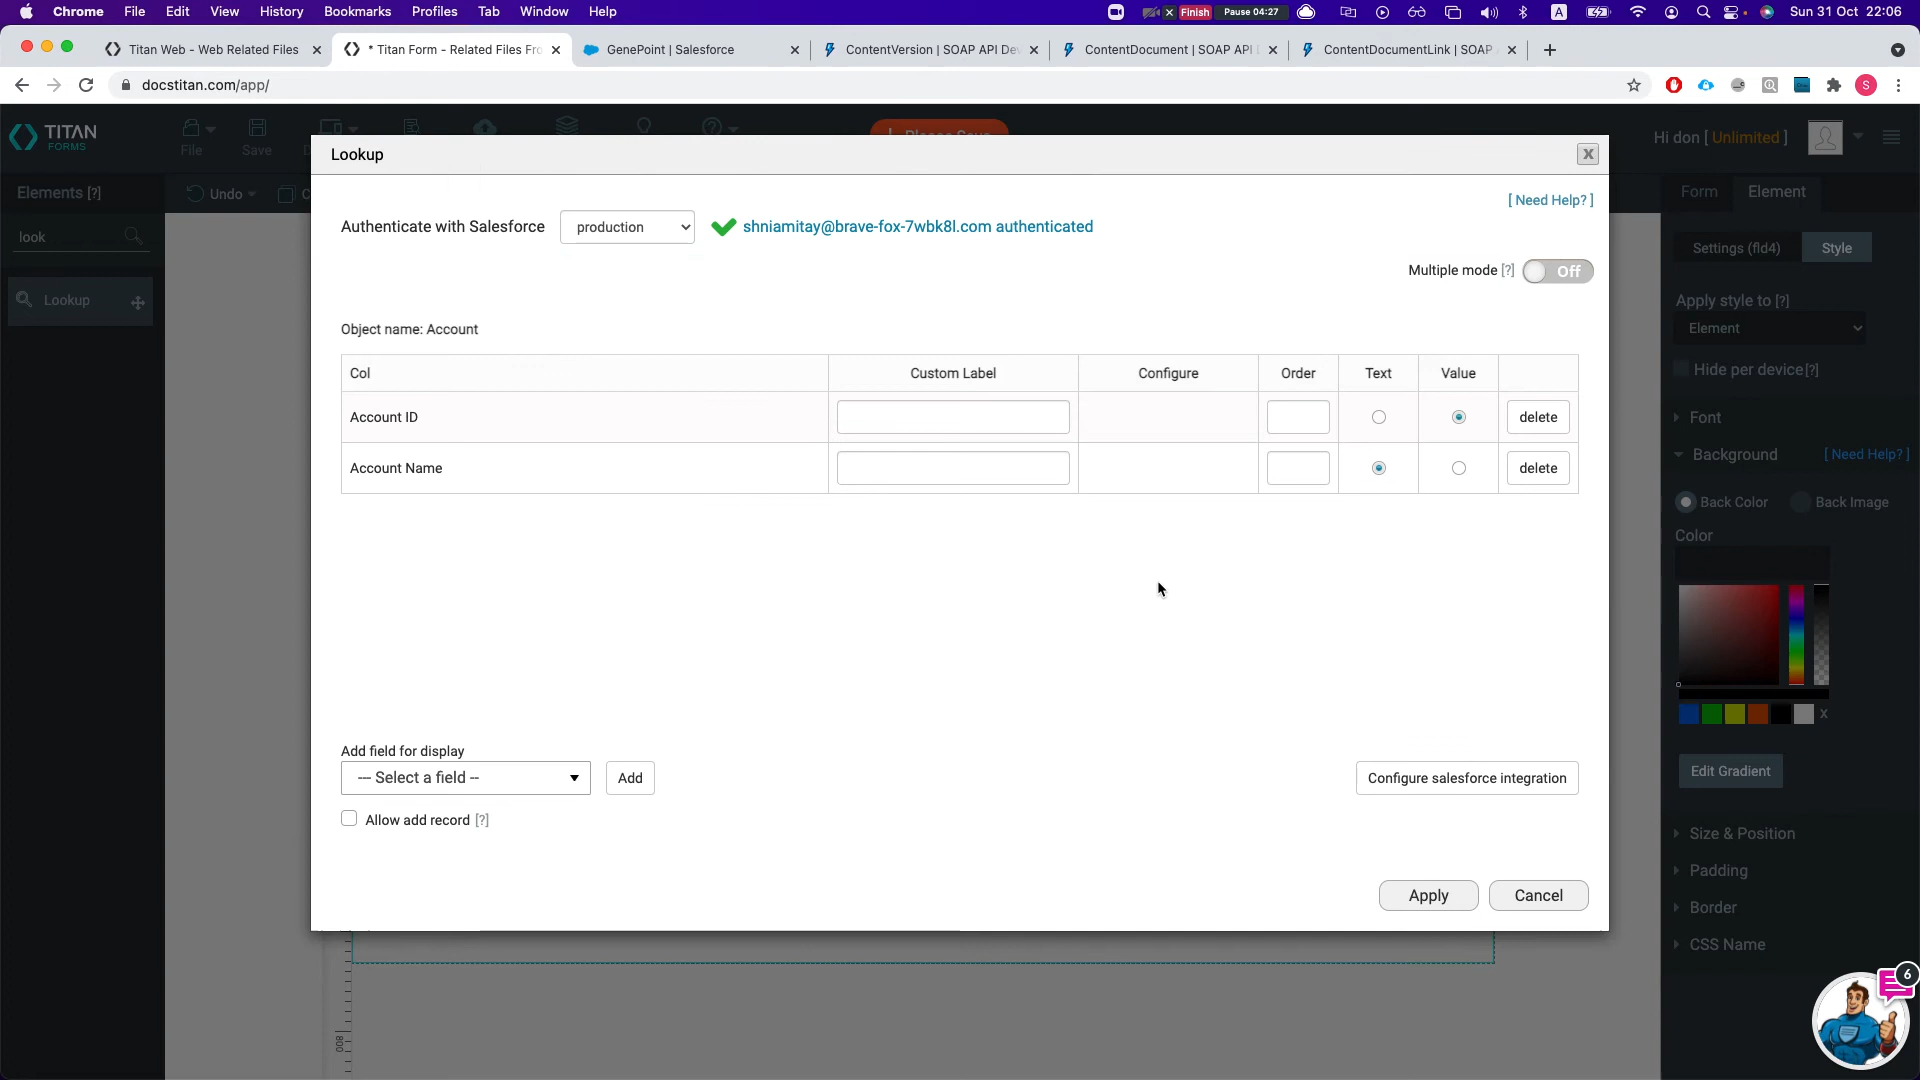 Chrome File Edit View History Bookmarks Profiles Tab Window Help Finish Pause 04:27 A Sun 31 Oct 22:06
Titan Web - Web Related Files * Titan Form - Related Files Fro GenePoint | Salesforce ContentVersion | SOAP API Dev ContentDocument | SOAP API ContentDocumentLink | SOAP
docstitan.com/app/ S
TITAN
FORMS
File Save Please Save Hi don [ Unlimited ]
Elements [?] Undo Form Element
look
Lookup
Lookup X
[ Need Help? ]
Authenticate with Salesforce production shniamitay@brave-fox-7wbk8l.com authenticated
Multiple mode [?] Off
Object name: Account
Col Custom Label Configure Order Text Value
Account ID delete
Account Name delete
Add field for display
--- Select a field -- Add Configure salesforce integration
Allow add record [?]
Apply Cancel
Settings (fld4) Style
Apply style to [?]
Element
Hide per device[?]
Font
Background [ Need Help? ]
Back Color Back Image
Color
X
Edit Gradient
Size & Position
Padding
Border
CSS Name
6
800